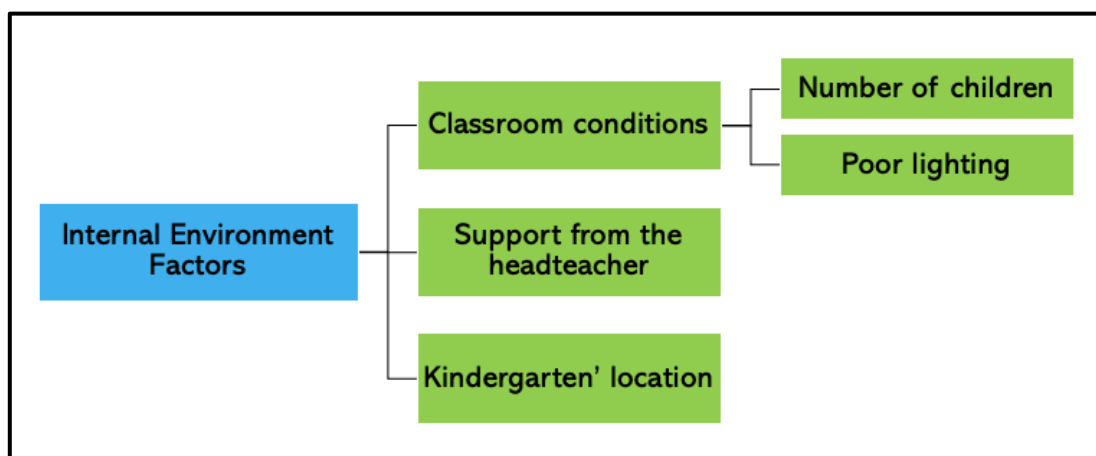 Internal Environment
Factors
Classroom conditions
Number of children
Poor lighting
Support from the
headteacher
Kindergarten’ location